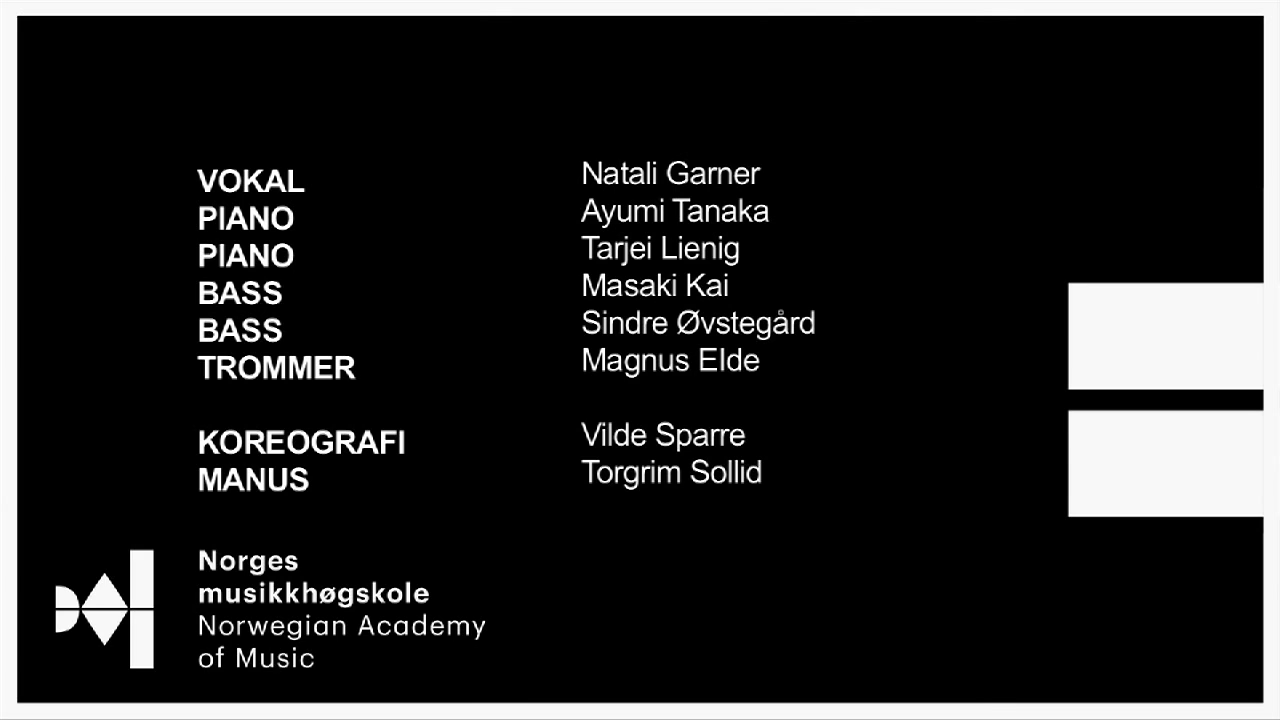 VOKAL Natali Garner
PIANO Ayumi Tanaka
PIANO Tarjei Lienig
BASS Masaki Kai
BASS Sindre Øvstegård
TROMMER Magnus Elde
KOREOGRAFI Vilde Sparre
MANUS Torgrim Sollid
Norges
musikkhøgskole
Norwegian Academy
of Music